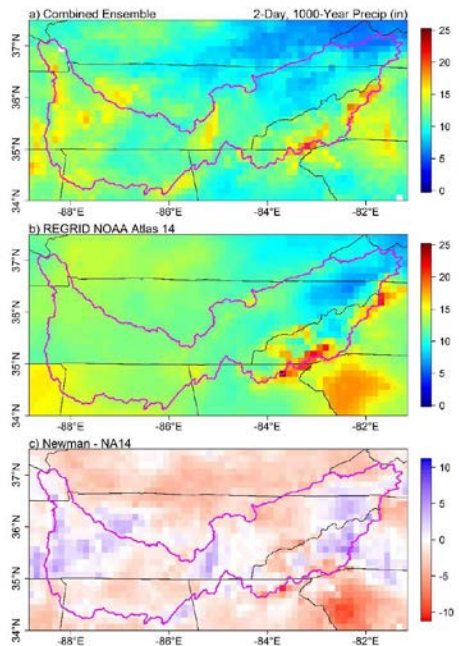 a) Combined Ensemble 2-Day, 1000-Year Precip (in)
37°N
36°N
35°N
34°N
-88°E -86°E -84°E -82°E
25
20
15
10
5
0
b) REGRID NOAA Atlas 14
37°N
36°N
35°N
34°N
-88°E -86°E -84°E -82°E
25
20
15
10
5
0
c) Newman - NA14
37°N
36°N
35°N
34°N
-88°E -86°E -84°E -82°E
10
5
0
-5
-10